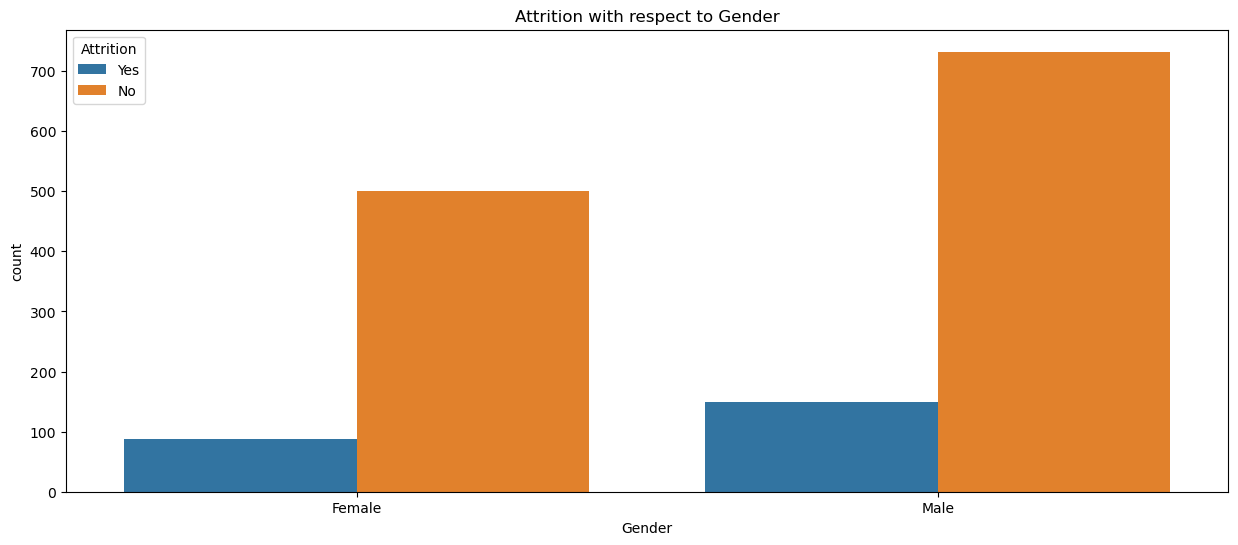 Attrition with respect to Gender
Attrition
Yes
No
700
600
500
400
300
200
100
0
count
Female
Male
Gender